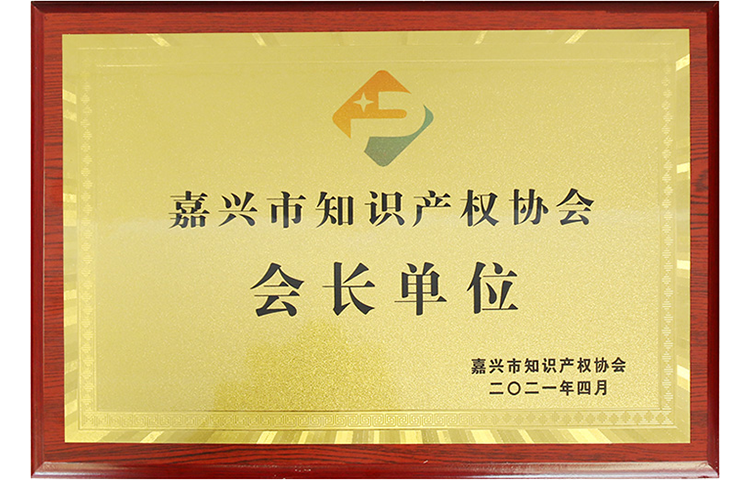 嘉兴市知识产权协会
会长单位
嘉兴市知识产权协会
二〇二一年四月